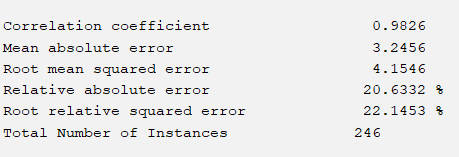 Correlation coefficient 0.9826
Mean absolute error 3.2456
Root mean squared error 4.1546
Relative absolute error 20.6332 %
Root relative squared error 22.1453 %
Total Number of Instances 246